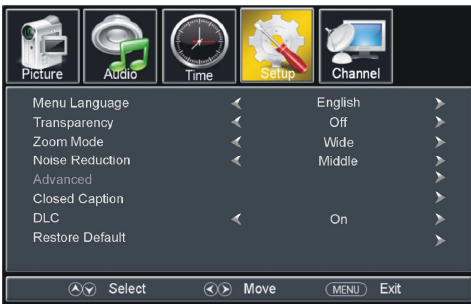 Picture Audio Time Setup Channel
Menu Language English
Transparency Off
Zoom Mode Wide
Noise Reduction Middle
Advanced
Closed Caption
DLC On
Restore Default
Select Move MENU Exit